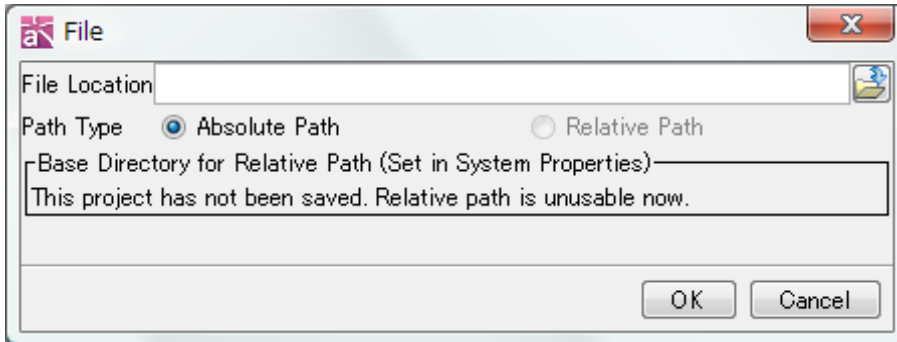 File
File Location
Path Type Absolute Path Relative Path
Base Directory for Relative Path (Set in System Properties)
This project has not been saved. Relative path is unusable now.
OK Cancel